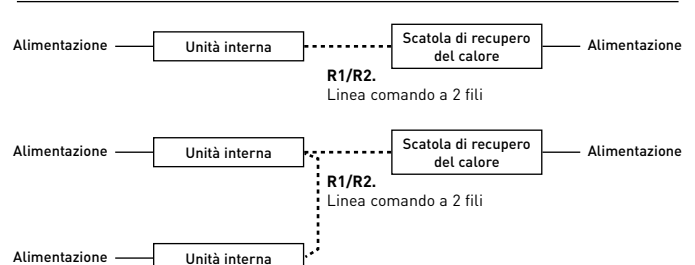 Alimentazione Unità interna Scatola di recupero del calore Alimentazione
R1/R2.
Linea comando a 2 fili
Alimentazione Unità interna Scatola di recupero del calore Alimentazione
R1/R2.
Linea comando a 2 fili
Alimentazione Unità interna